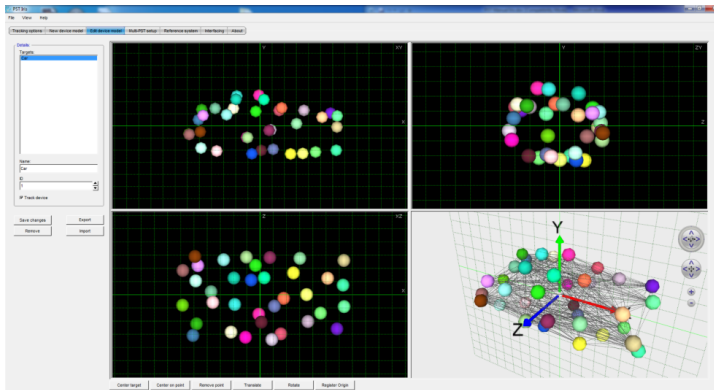 PST Iris
File View Help
Tracking options New device model Edit device model Multi-PST setup Reference system Interfacing About
Details
Targets
Car
Name
Car
ID
1
Track device
Save changes Export
Remove Import
Y XY
X
Y ZY
Z
Z XZ
X
Y
Z
Center target Center on point Remove point Translate Rotate Register Origin